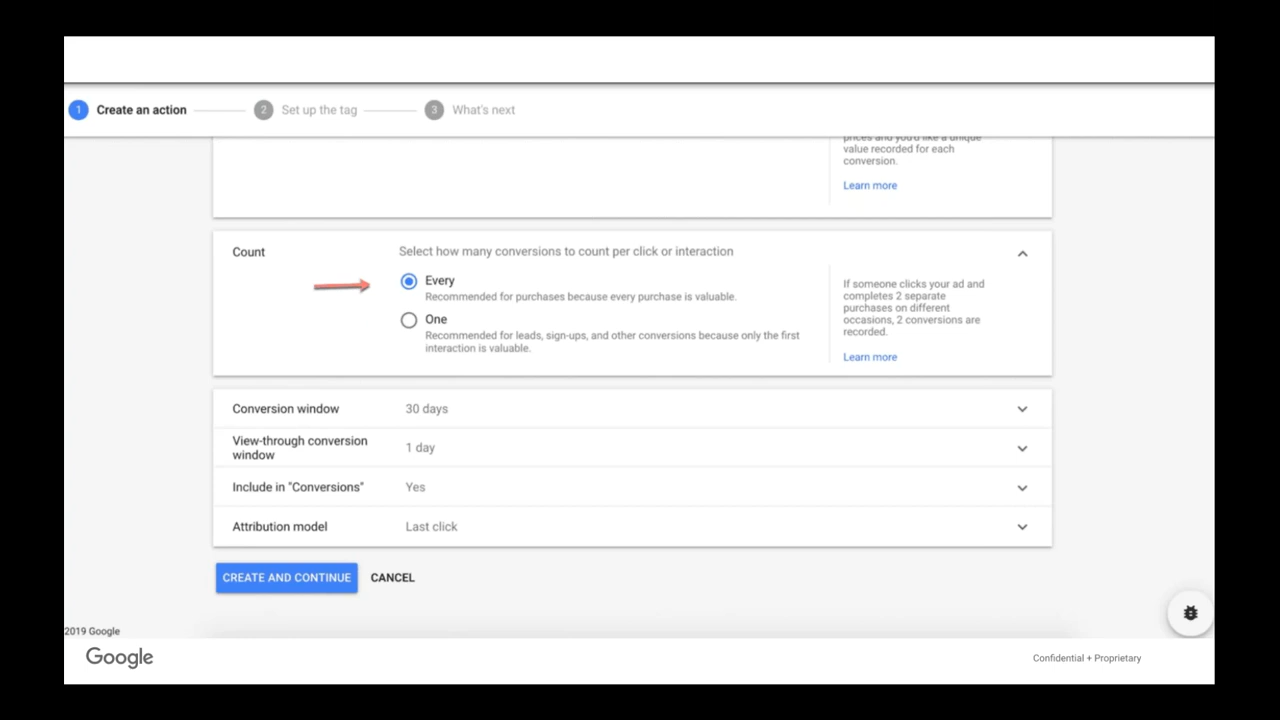 1 Create an action 2 Set up the tag 3 What's next
prices and you'd like a unique
value recorded for each
conversion.
Learn more
Count
Select how many conversions to count per click or interaction
Every
Recommended for purchases because every purchase is valuable.
One
Recommended for leads, sign-ups, and other conversions because only the first
interaction is valuable.
If someone clicks your ad and
completes 2 separate
purchases on different
occasions, 2 conversions are
recorded.
Learn more
Conversion window 30 days
View-through conversion
window
1 day
Include in "Conversions" Yes
Attribution model Last click
CREATE AND CONTINUE CANCEL
2019 Google
Google
Confidential + Proprietary